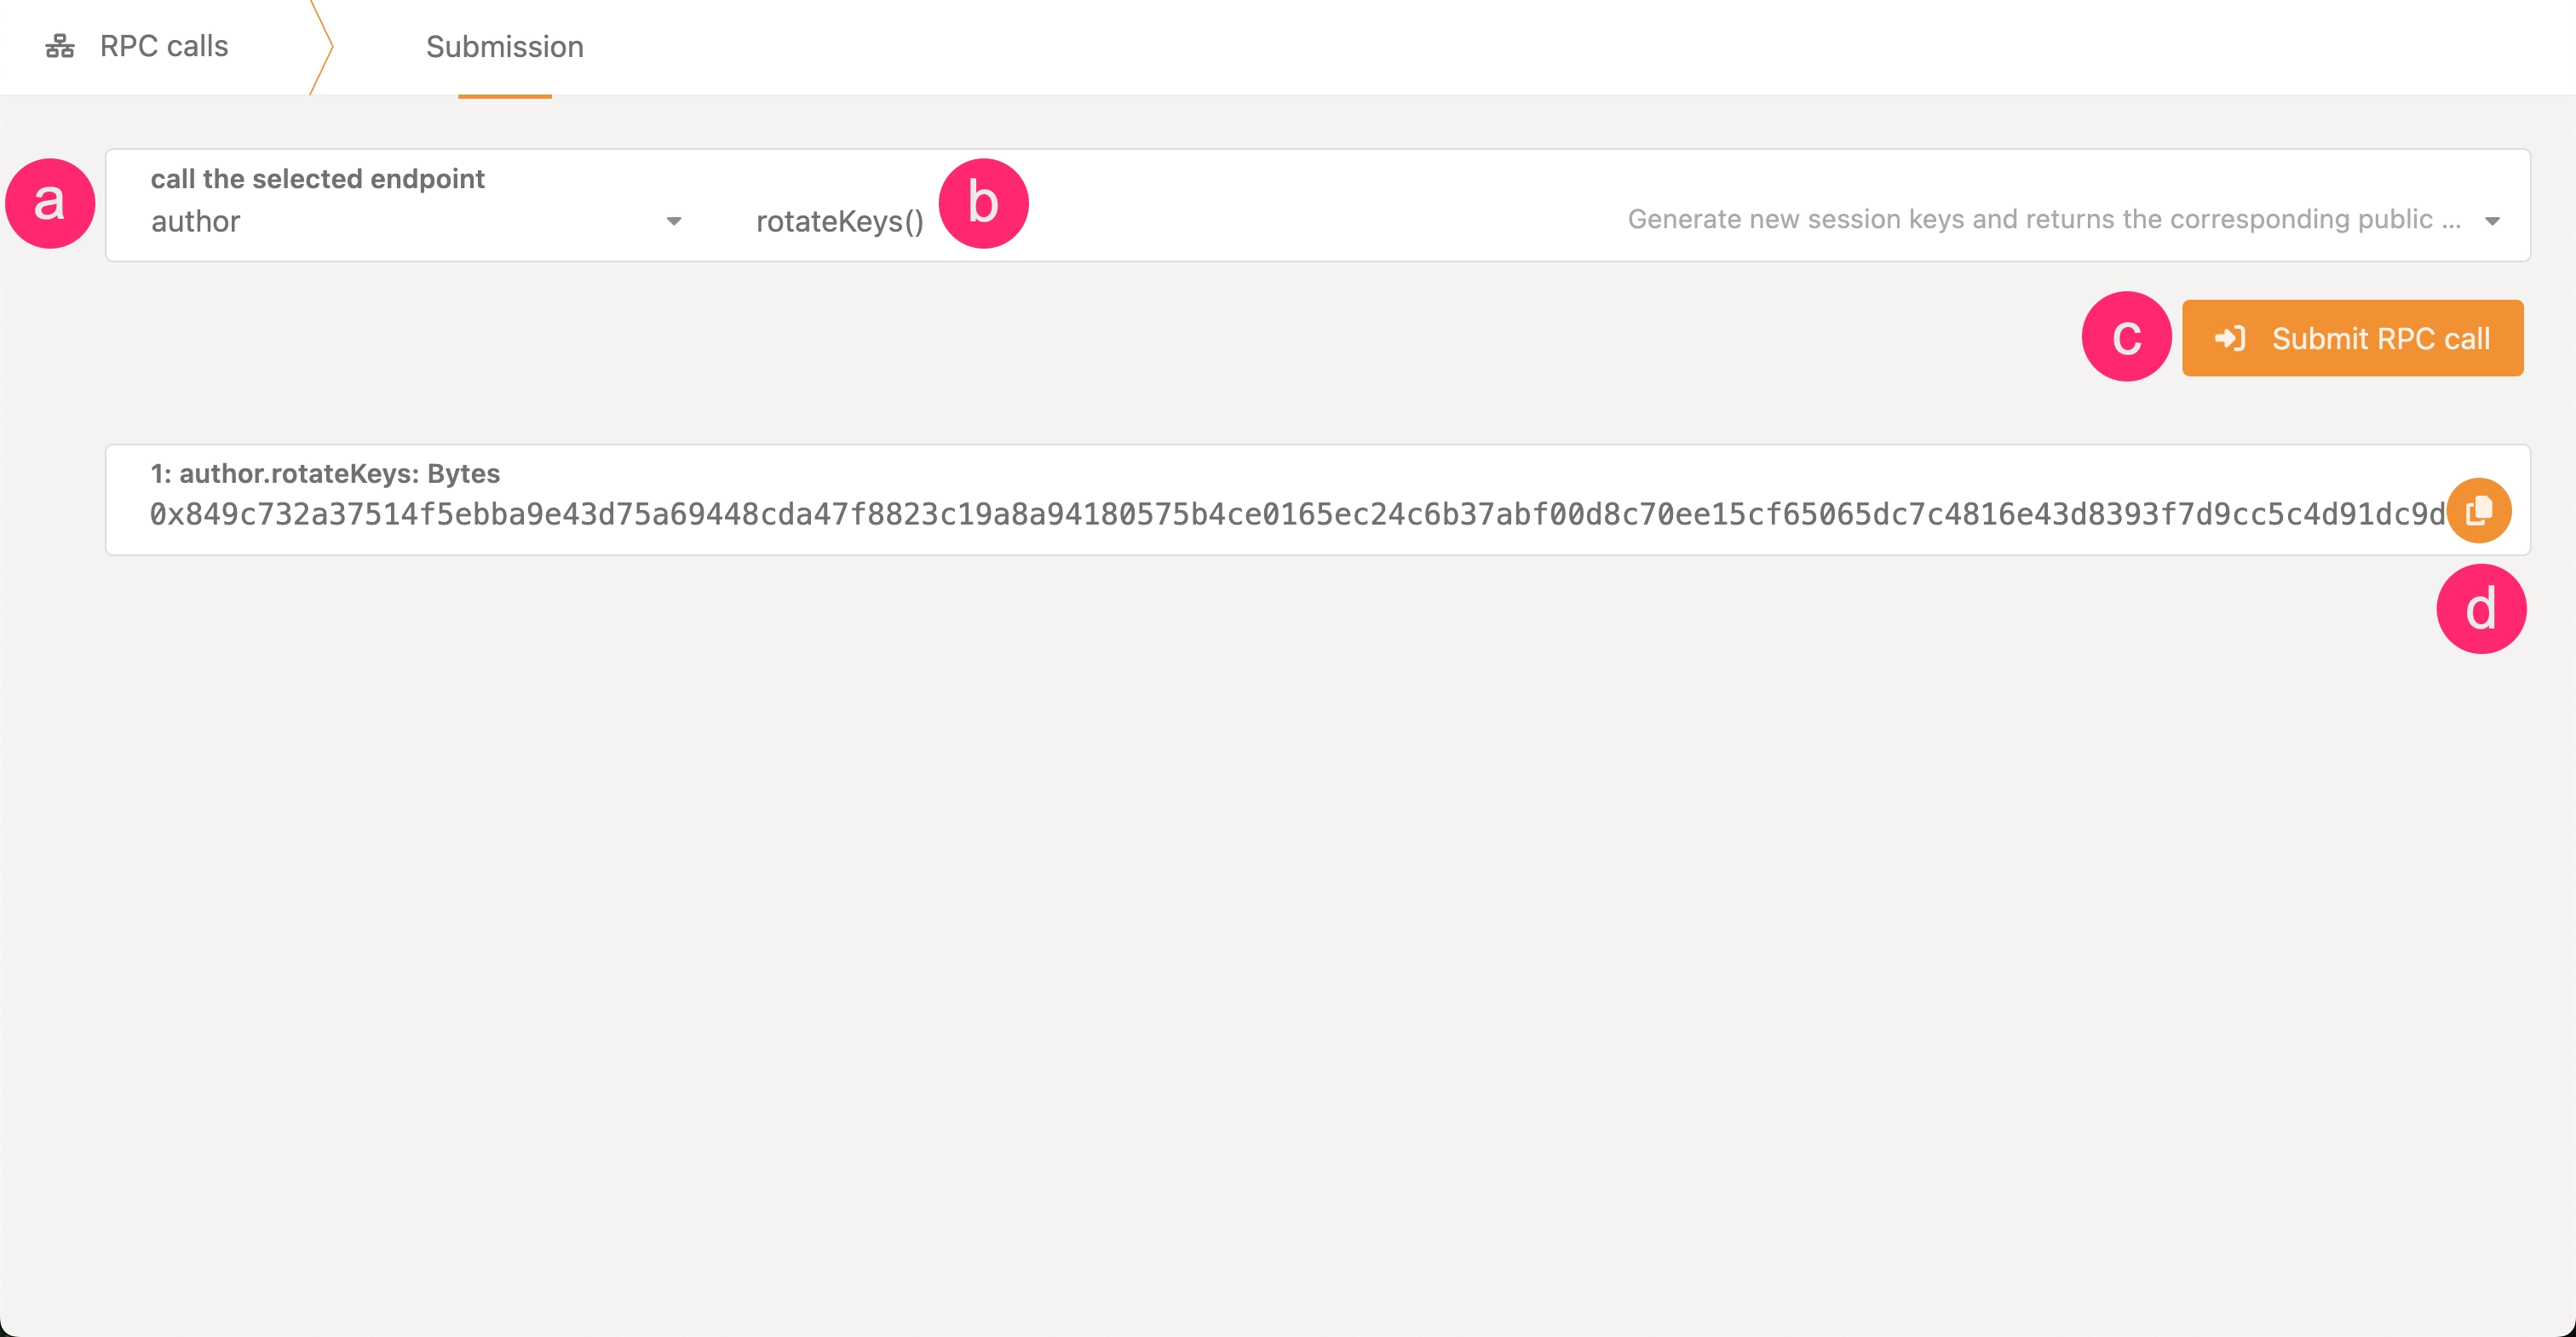 RPC calls
Submission
call the selected endpoint
a
author
rotateKeys()
b
Generate new session keys and returns the corresponding public ...
c
Submit RPC call
1: author.rotateKeys: Bytes
0x849c732a37514f5ebba9e43d75a69448cda47f8823c19a8a94180575b4ce0165ec24c6b37abf00d8c70ee15cf65065dc7c4816e43d8393f7d9cc5c4d91dc9d
d